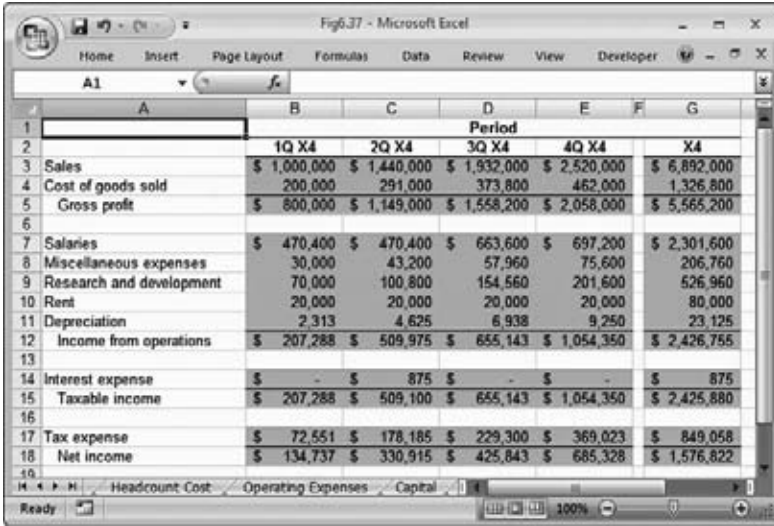 Fig6.37 - Microsoft Excel
Home Insert Page Layout Formulas Data Review View Developer
A1 fx
A B C D E F G
1 Period
2 1Q X4 2Q X4 3Q X4 4Q X4 X4
3 Sales $ 1,000,000 $ 1,440,000 $ 1,932,000 $ 2,520,000 $ 6,892,000
4 Cost of goods sold 200,000 291,000 373,800 462,000 1,326,800
5 Gross profit $ 800,000 $ 1,149,000 $ 1,558,200 $ 2,058,000 $ 5,565,200
6
7 Salaries $ 470,400 $ 470,400 $ 663,600 $ 697,200 $ 2,301,600
8 Miscellaneous expenses 30,000 43,200 57,960 75,600 206,760
9 Research and development 70,000 100,800 154,560 201,600 526,960
10 Rent 20,000 20,000 20,000 20,000 80,000
11 Depreciation 2,313 4,625 6,938 9,250 23,125
12 Income from operations $ 207,288 $ 509,975 $ 655,143 $ 1,054,350 $ 2,426,755
13
14 Interest expense $ - $ 875 $ - $ - $ 875
15 Taxable income $ 207,288 $ 509,100 $ 655,143 $ 1,054,350 $ 2,425,880
16
17 Tax expense $ 72,551 $ 178,185 $ 229,300 $ 369,023 $ 849,058
18 Net income $ 134,737 $ 330,915 $ 425,843 $ 685,328 $ 1,576,822
19
Headcount Cost Operating Expenses Capital
Ready 100%